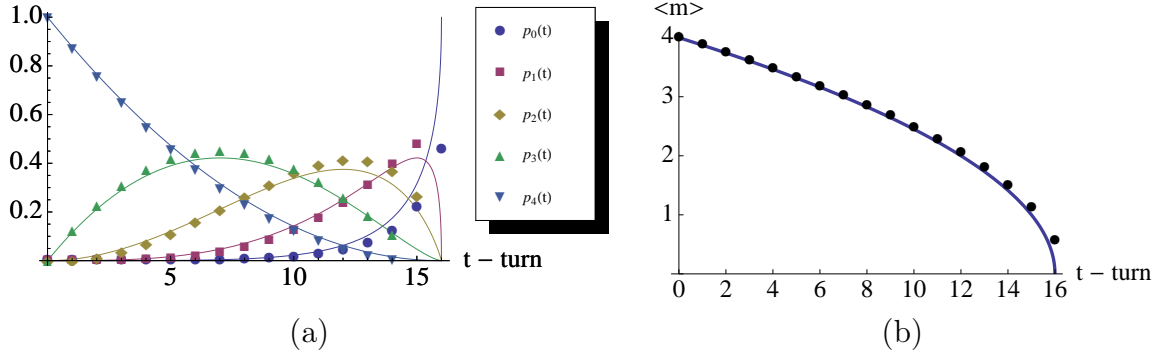 1.0
0.8
0.6
0.4
0.2
5
10
15
t – turn
p0(t)
p1(t)
p2(t)
p3(t)
p4(t)
(a)
<m>
4
3
2
1
0 2 4 6 8 10 12 14 16
t – turn
(b)